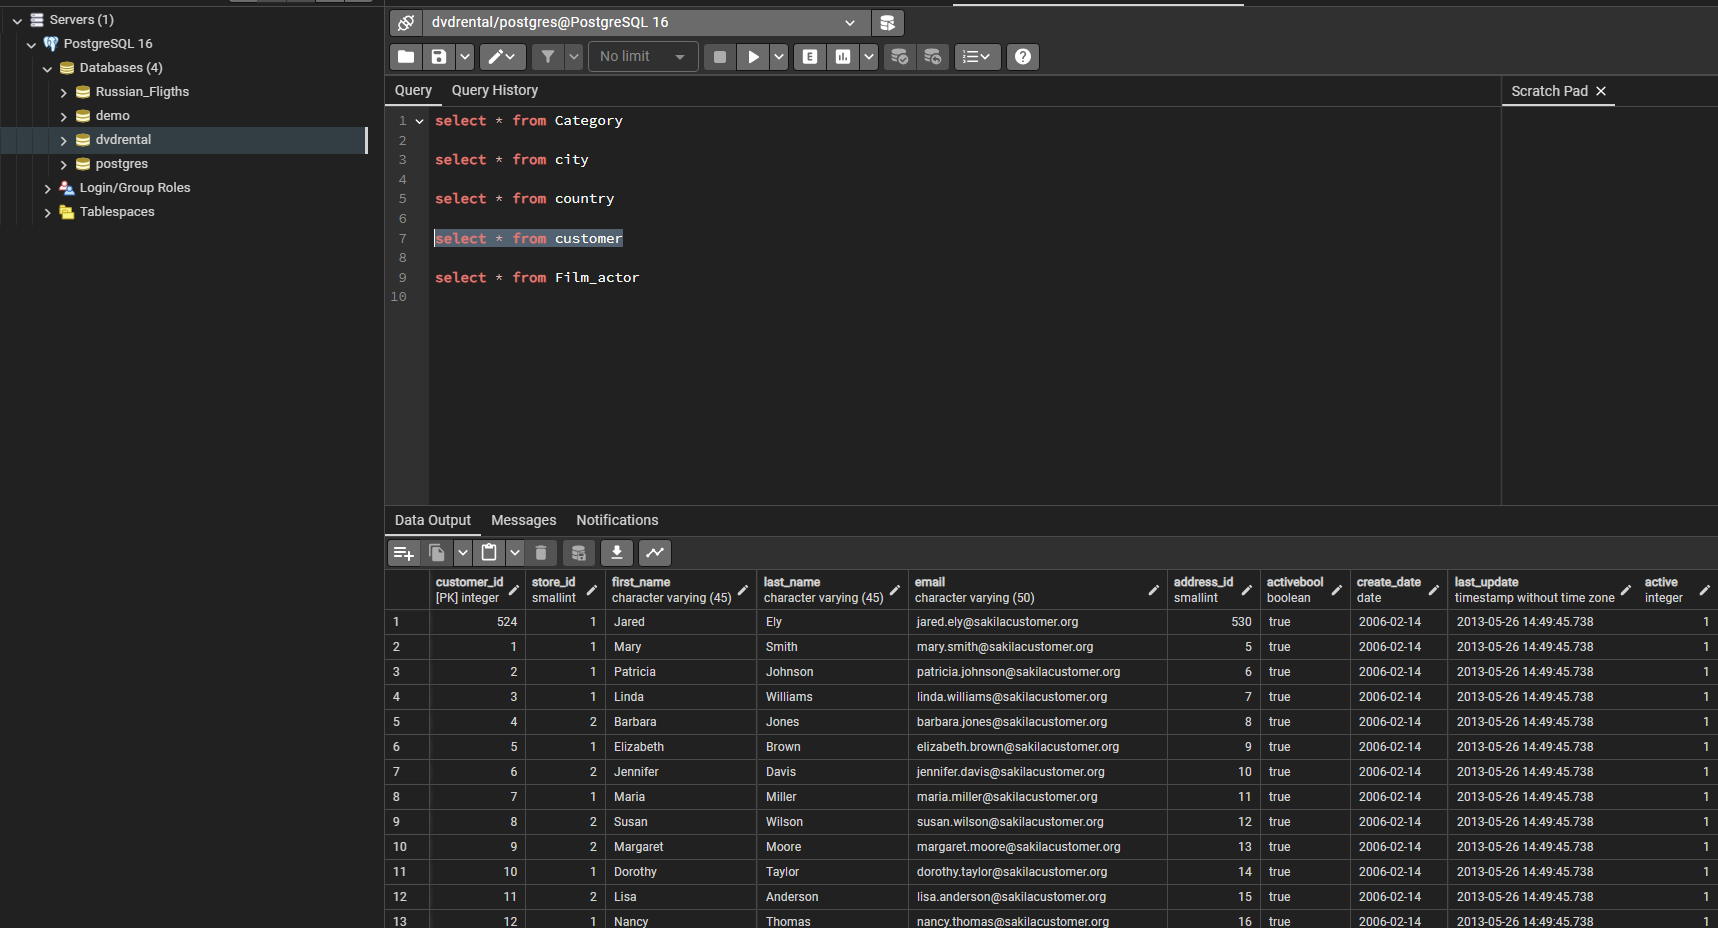 Servers (1)
PostgreSQL 16
Databases (4)
Russian_Fligths
demo
dvdrental
postgres
Login/Group Roles
Tablespaces
dvdrental/postgres@PostgreSQL 16
No limit
E
Query Query History
Scratch Pad
1 select * from Category
2
3 select * from city
4
5 select * from country
6
7 select * from customer
8
9 select * from Film_actor
10
Data Output Messages Notifications
customer_id store_id first_name last_name email address_id activebool create_date last_update active
[PK] integer smallint character varying (45) character varying (45) character varying (50) smallint boolean date timestamp without time zone integer
1 524 1 Jared Ely jared.ely@sakilacustomer.org 530 true 2006-02-14 2013-05-26 14:49:45.738 1
2 1 1 Mary Smith mary.smith@sakilacustomer.org 5 true 2006-02-14 2013-05-26 14:49:45.738 1
3 2 1 Patricia Johnson patricia.johnson@sakilacustomer.org 6 true 2006-02-14 2013-05-26 14:49:45.738 1
4 3 1 Linda Williams linda.williams@sakilacustomer.org 7 true 2006-02-14 2013-05-26 14:49:45.738 1
5 4 2 Barbara Jones barbara.jones@sakilacustomer.org 8 true 2006-02-14 2013-05-26 14:49:45.738 1
6 5 1 Elizabeth Brown elizabeth.brown@sakilacustomer.org 9 true 2006-02-14 2013-05-26 14:49:45.738 1
7 6 2 Jennifer Davis jennifer.davis@sakilacustomer.org 10 true 2006-02-14 2013-05-26 14:49:45.738 1
8 7 1 Maria Miller maria.miller@sakilacustomer.org 11 true 2006-02-14 2013-05-26 14:49:45.738 1
9 8 2 Susan Wilson susan.wilson@sakilacustomer.org 12 true 2006-02-14 2013-05-26 14:49:45.738 1
10 9 2 Margaret Moore margaret.moore@sakilacustomer.org 13 true 2006-02-14 2013-05-26 14:49:45.738 1
11 10 1 Dorothy Taylor dorothy.taylor@sakilacustomer.org 14 true 2006-02-14 2013-05-26 14:49:45.738 1
12 11 2 Lisa Anderson lisa.anderson@sakilacustomer.org 15 true 2006-02-14 2013-05-26 14:49:45.738 1
13 12 1 Nancy Thomas nancy.thomas@sakilacustomer.org 16 true 2006-02-14 2013-05-26 14:49:45.738 1